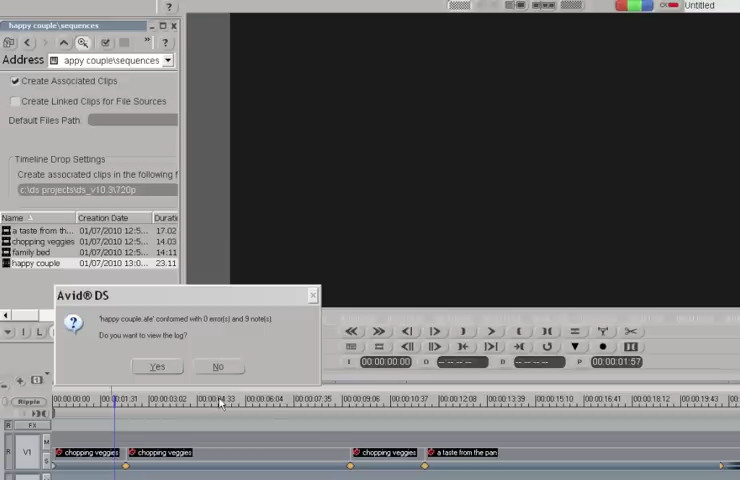 Untitled
happy couple\sequences
Address appy couple\sequences
Create Associated Clips
Create Linked Clips for File Sources
Default Files Path:
Timeline Drop Settings
Create associated clips in the following f
c:\ds projects\ds_v10.3\720p
Name Creation Date Duratio
a taste from th... 01/07/2010 12:5... 17.02
chopping veggies 01/07/2010 12:5... 14.03
family bed 01/07/2010 12:5... 14:11
happy couple 01/07/2010 13:0... 23.11
Avid® DS
'happy couple.afe' conformed with 0 error(s) and 9 note(s).
Do you want to view the log?
Yes No
I 00:00:00:00 O --:--:--:-- D --:--:--:-- P 00:00:01:57
Ripple
00:00:00:00 00:00:01:31 00:00:03:02 00:00:04:33 00:00:06:04 00:00:07:35 00:00:09:06 00:00:10:37 00:00:12:08 00:00:13:39 00:00:15:10 00:00:16:41 00:00:18:12 00:00:19:43
R FX
R V1 M S
chopping veggies chopping veggies chopping veggies a taste from the pan